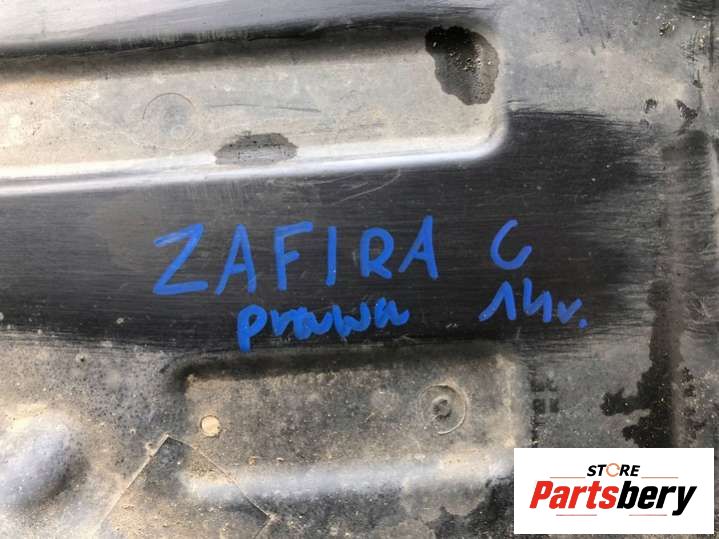 ZAFIRA C
prawa 14r.
STORE
Partsbery